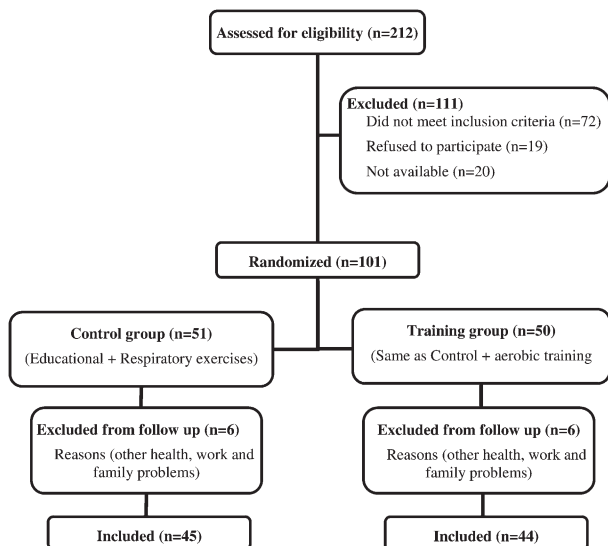 Assessed for eligibility (n=212)
Excluded (n=111)
Did not meet inclusion criteria (n=72)
Refused to participate (n=19)
Not available (n=20)
Randomized (n=101)
Control group (n=51)
(Educational + Respiratory exercises)
Training group (n=50)
(Same as Control + aerobic training
Excluded from follow up (n=6)
Reasons (other health, work and
family problems)
Excluded from follow up (n=6)
Reasons (other health, work and
family problems)
Included (n=45)
Included (n=44)